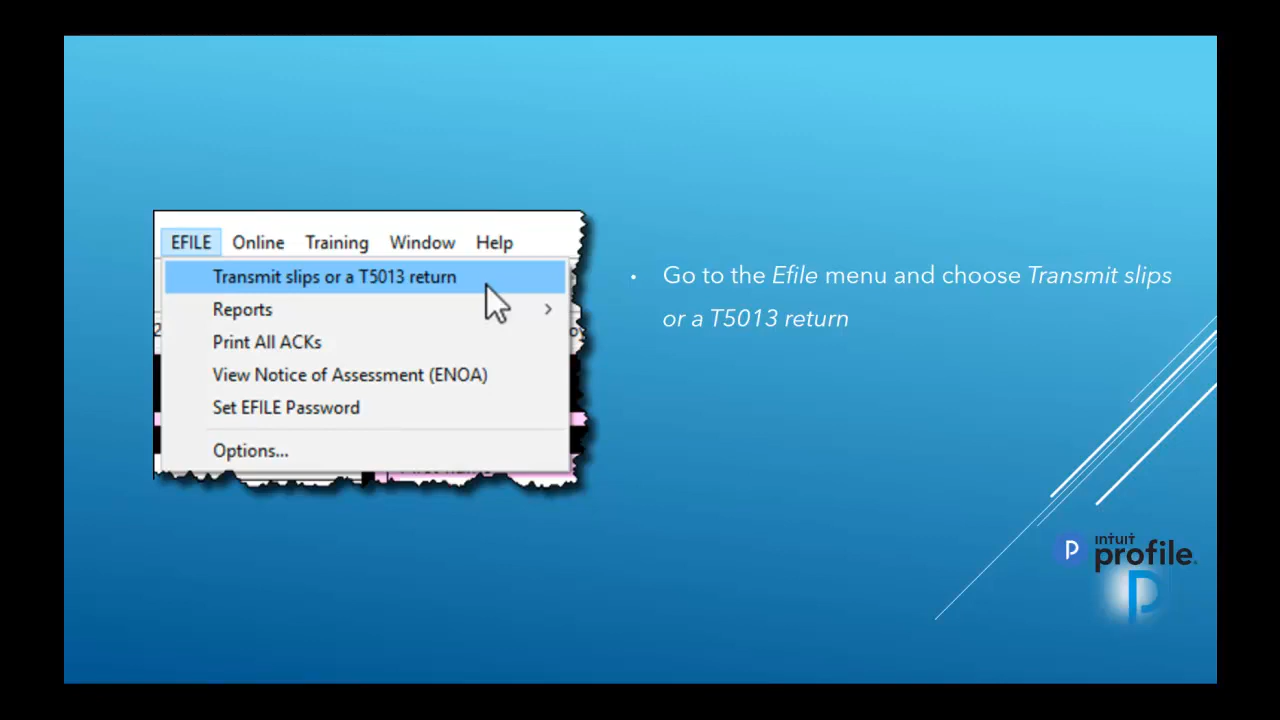 EFILE Online Training Window Help
Transmit slips or a T5013 return
Reports
Print All ACKs
View Notice of Assessment (ENOA)
Set EFILE Password
Options...
• Go to the Efile menu and choose Transmit slips
or a T5013 return
P
intuit
profile.